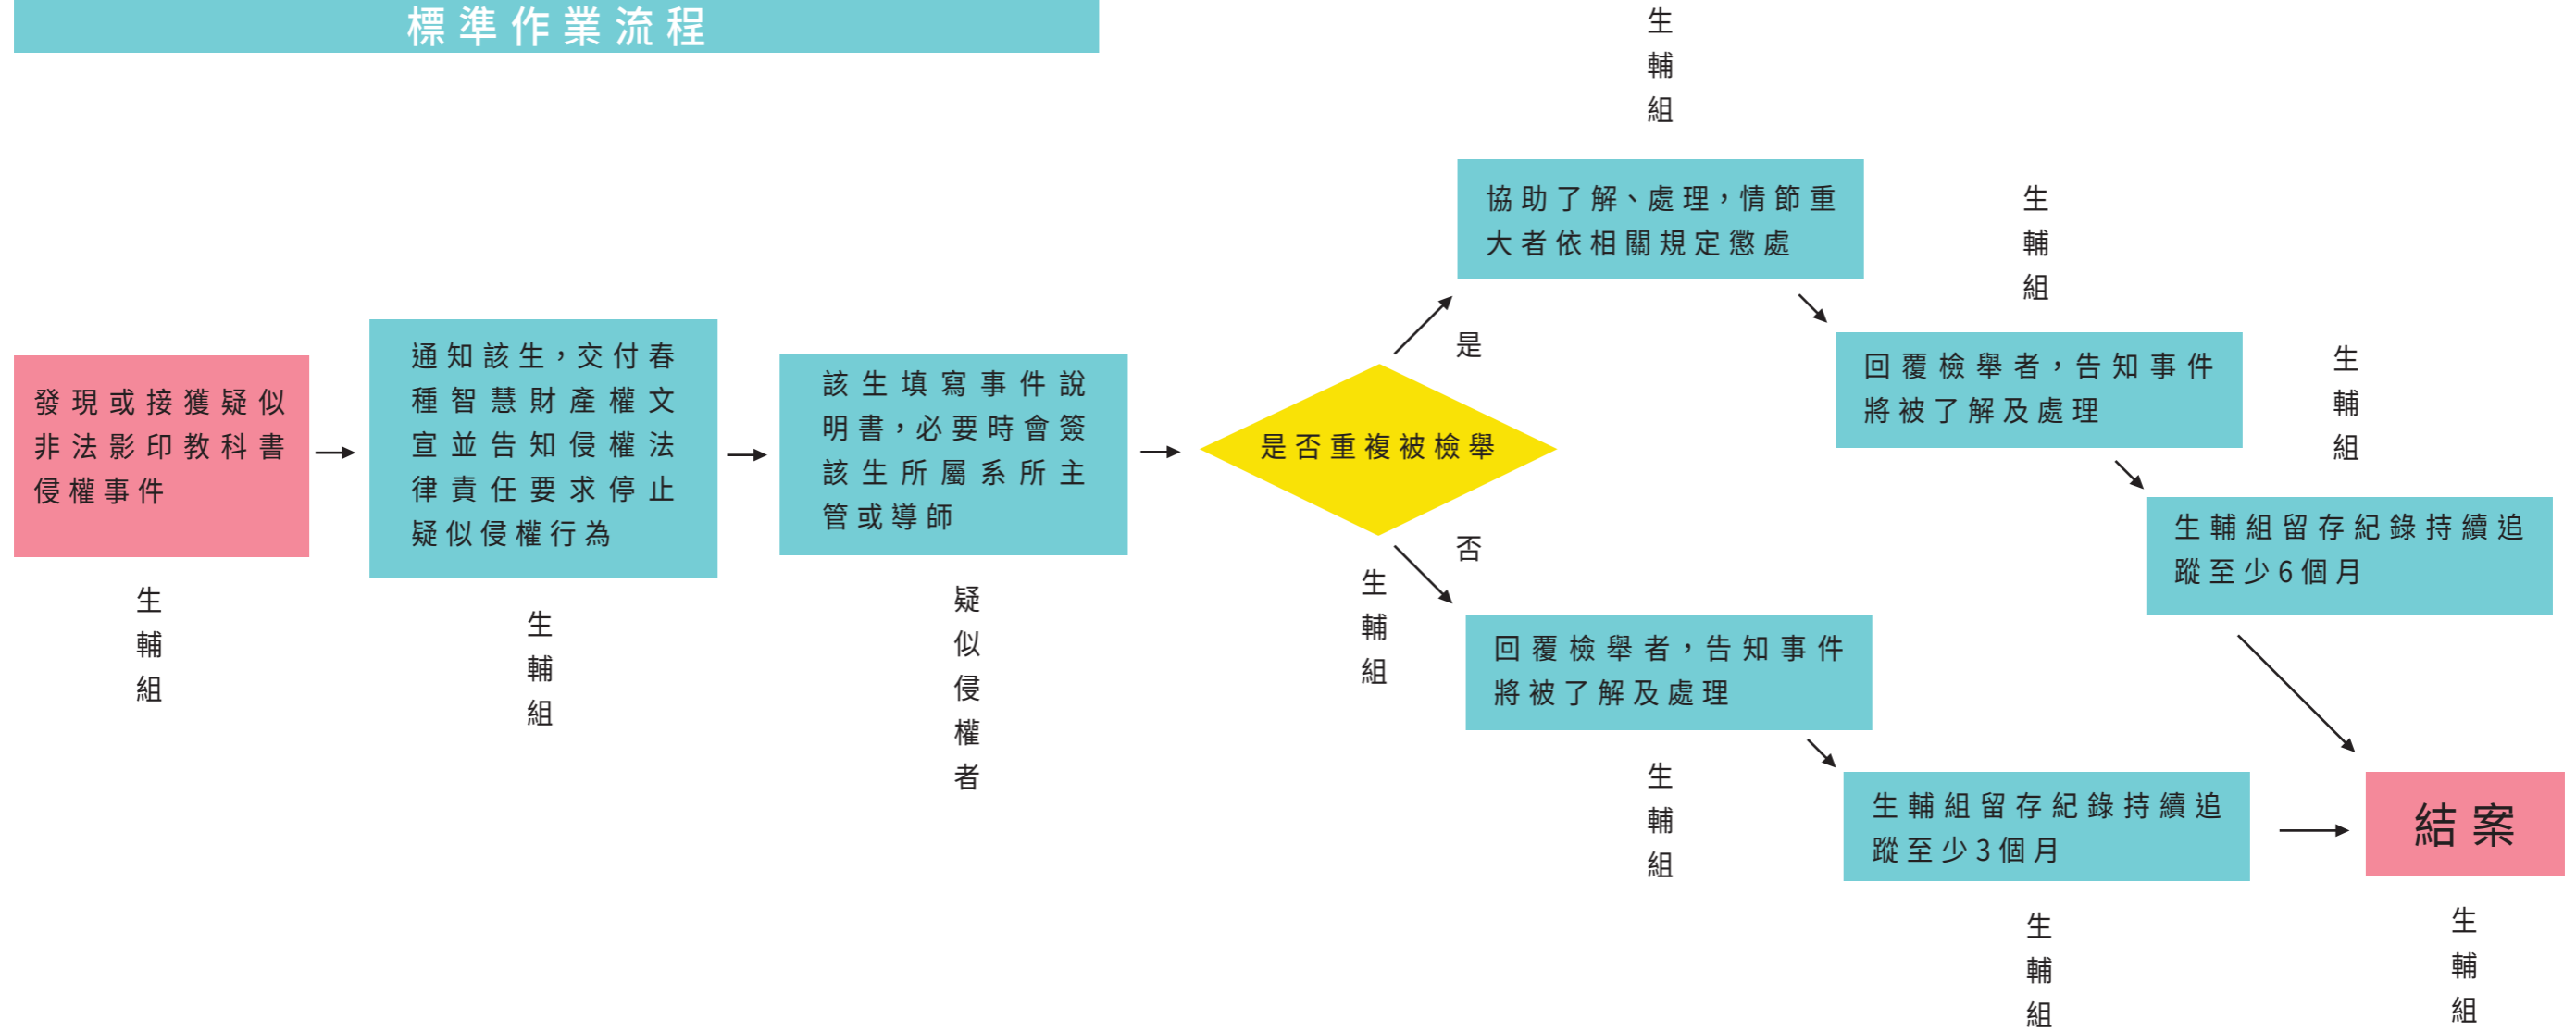 標準作業流程
發現或接獲疑似
非法影印教科書
侵權事件
生輔組
通知該生，交付春
種智慧財產權文
宣並告知侵權法
律責任要求停止
疑似侵權行為
生輔組
該生填寫事件說
明書，必要時會簽
該生所屬系所主
管或導師
疑似侵權者
是否重複被檢舉
生輔組
是
生輔組
協助了解、處理，情節重
大者依相關規定懲處
生輔組
回覆檢舉者，告知事件
將被了解及處理
生輔組
生輔組留存紀錄持續追
蹤至少6個月
否
回覆檢舉者，告知事件
將被了解及處理
生輔組
生輔組留存紀錄持續追
蹤至少3個月
生輔組
結案
生輔組